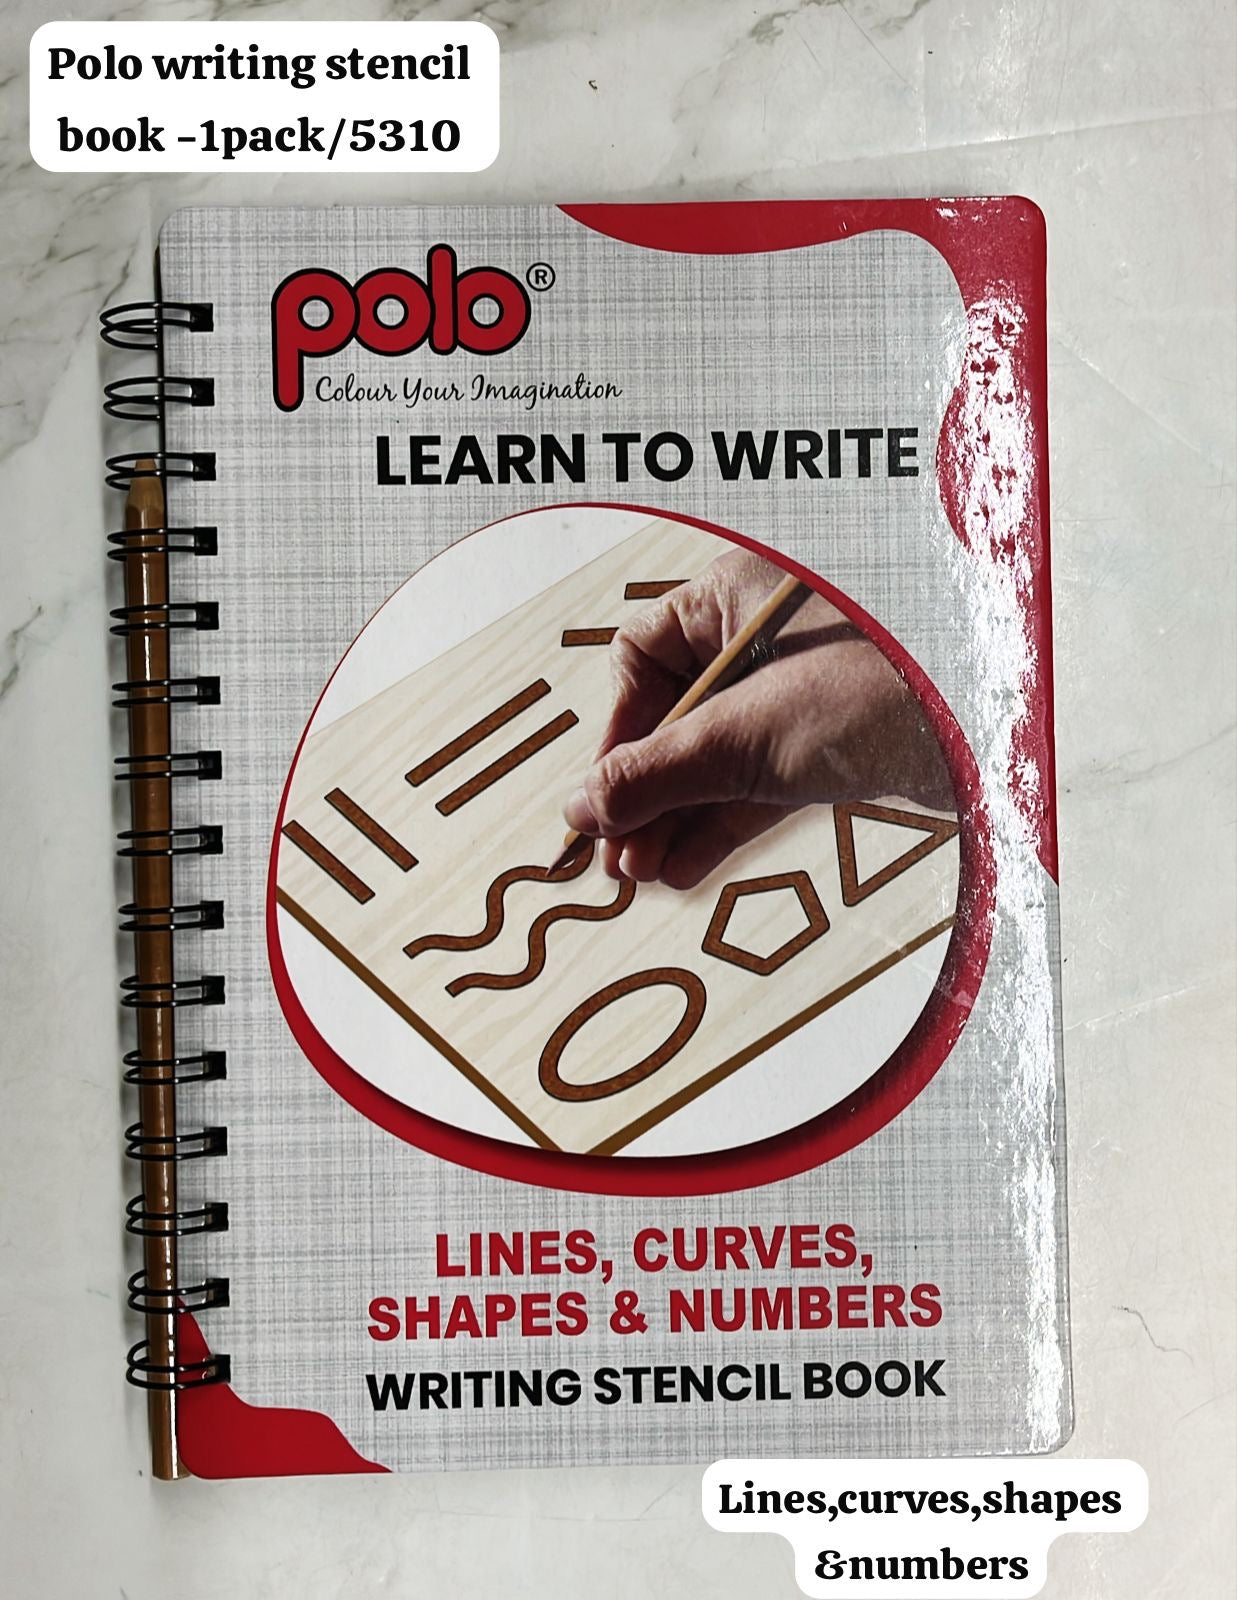 Polo writing stencil
book -1pack/5310
polo®
Colour Your Imagination
LEARN TO WRITE
LINES, CURVES,
SHAPES & NUMBERS
WRITING STENCIL BOOK
Lines,curves,shapes
&numbers